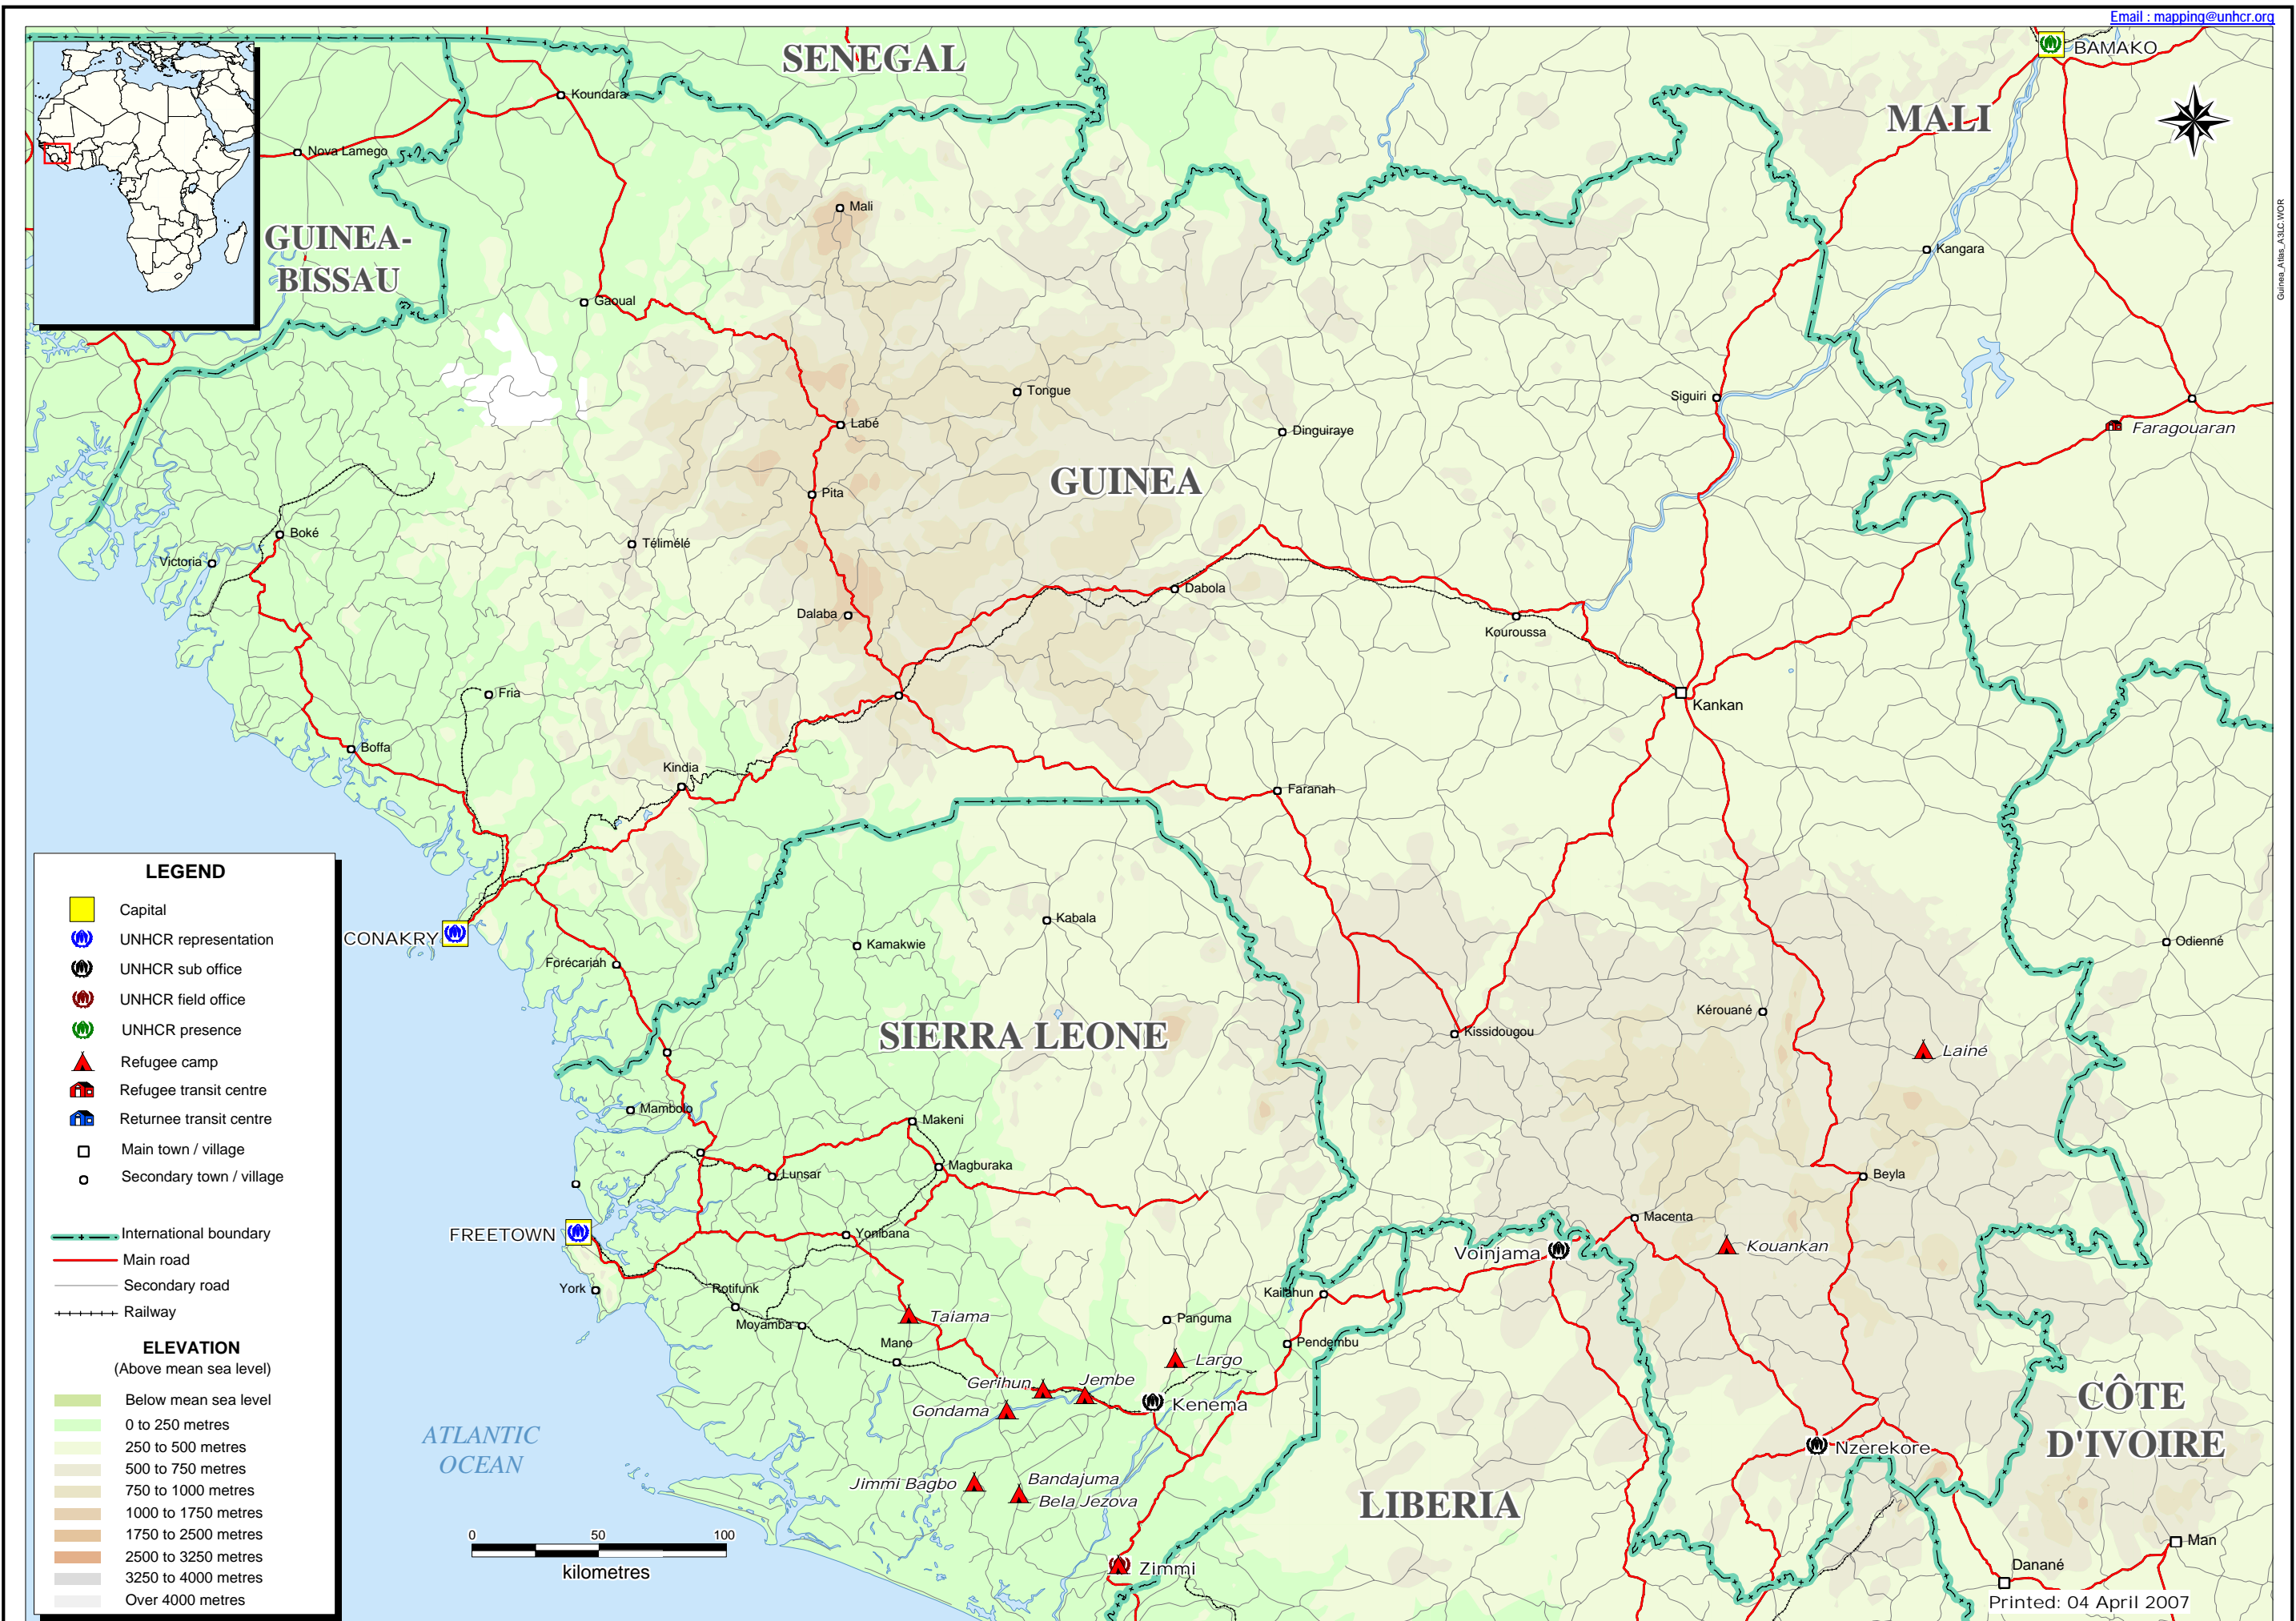 Email : mapping@unhcr.org
BAMAKO
SENEGAL
MALI
Koundara
Nova Lamego
Mali
GUINEA-
BISSAU
Kangara
Guinea_Atlas_A3LC.WOR
Gaoual
Tongue
Siguiri
Labé
Dinguiraye
Faragouaran
GUINEA
Pita
Boké
Télimélé
Victoria
Dabola
Dalaba
Kouroussa
Fria
Kankan
Boffa
Kindia
Faranah
CONAKRY
Kabala
Kamakwie
Odienné
Forécariah
Kérouané
SIERRA LEONE
Kissidougou
Lainé
Mambolo
Makeni
Magburaka
Lunsar
Beyla
Macenta
FREETOWN
Yonibana
Voinjama
Kouankan
York
Rotifunk
Kailahun
Taiama
Moyamba
Panguma
Mano
Pendembu
Largo
Gerihun
Jembe
Gondama
Kenema
CÔTE
D'IVOIRE
ATLANTIC
OCEAN
Nzerekore
Jimmi Bagbo
Bandajuma
Bela Jezova
LIBERIA
Zimmi
Man
Danané
0 50 100
kilometres
Printed: 04 April 2007
LEGEND
Capital
UNHCR representation
UNHCR sub office
UNHCR field office
UNHCR presence
Refugee camp
Refugee transit centre
Returnee transit centre
Main town / village
Secondary town / village
International boundary
Main road
Secondary road
Railway
ELEVATION
(Above mean sea level)
Below mean sea level
0 to 250 metres
250 to 500 metres
500 to 750 metres
750 to 1000 metres
1000 to 1750 metres
1750 to 2500 metres
2500 to 3250 metres
3250 to 4000 metres
Over 4000 metres